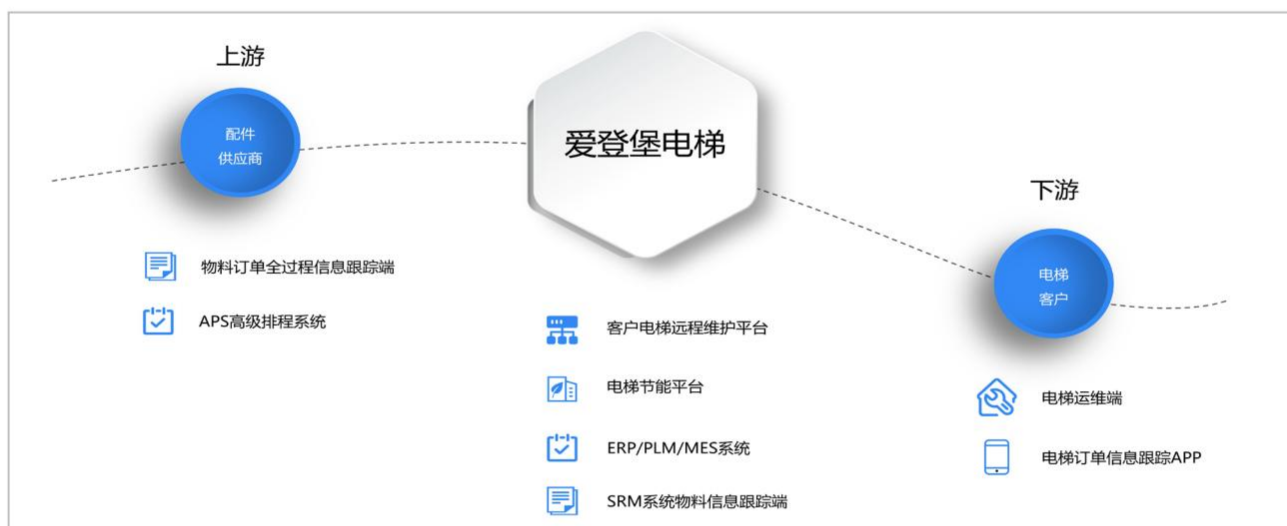 上游
配件
供应商
物料订单全过程信息跟踪端
APS高级排程系统
爱登堡电梯
客户电梯远程维护平台
电梯节能平台
ERP/PLM/MES系统
SRM系统物料信息跟踪端
下游
电梯
客户
电梯运维端
电梯订单信息跟踪APP